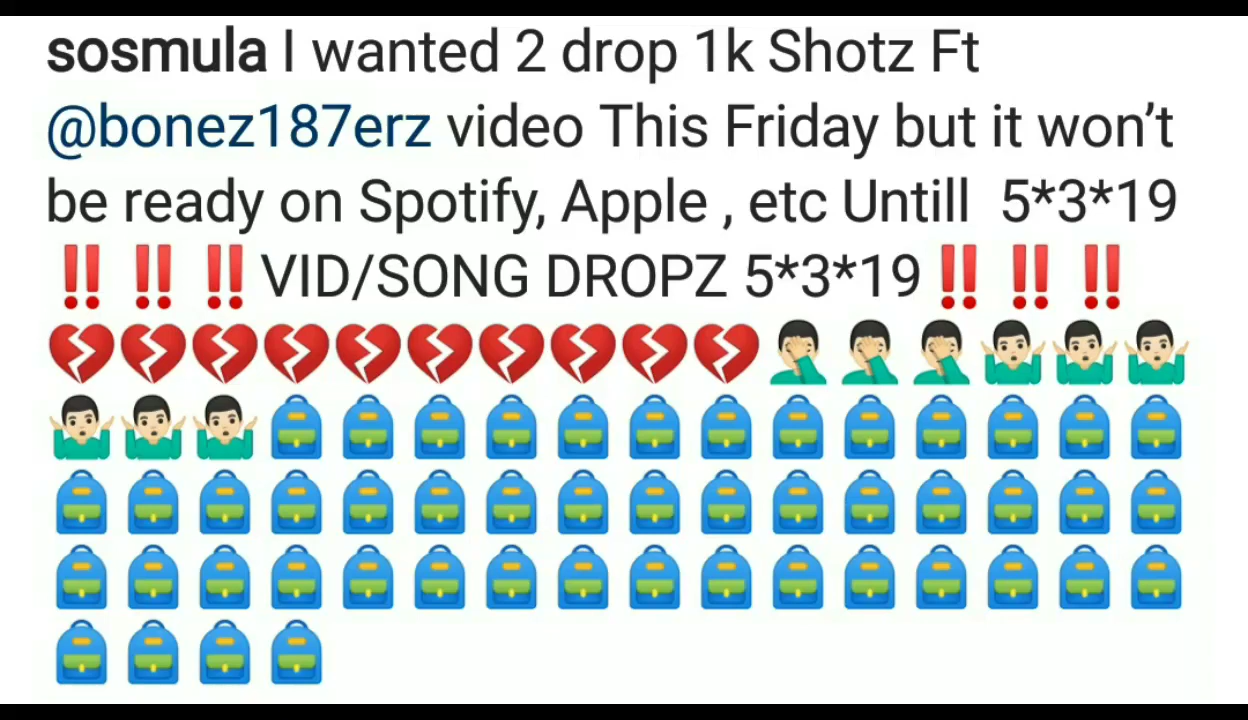 sosmula I wanted 2 drop 1k Shotz Ft
@bonez187erz video This Friday but it won't
be ready on Spotify, Apple , etc Untill 5*3*19
‼️ ‼️ ‼️ VID/SONG DROPZ 5*3*19 ‼️ ‼️ ‼️
💔💔💔💔💔💔💔💔💔💔🤦🏻‍♂️🤦🏻‍♂️🤦🏻‍♂️🤷🏻‍♂️🤷🏻‍♂️🤷🏻‍♂️
🤷🏻‍♂️🤷🏻‍♂️🤷🏻‍♂️🎒🎒🎒🎒🎒🎒🎒🎒🎒🎒🎒🎒🎒
🎒🎒🎒🎒🎒🎒🎒🎒🎒🎒🎒🎒🎒🎒🎒🎒
🎒🎒🎒🎒🎒🎒🎒🎒🎒🎒🎒🎒🎒🎒🎒🎒
🎒🎒🎒🎒